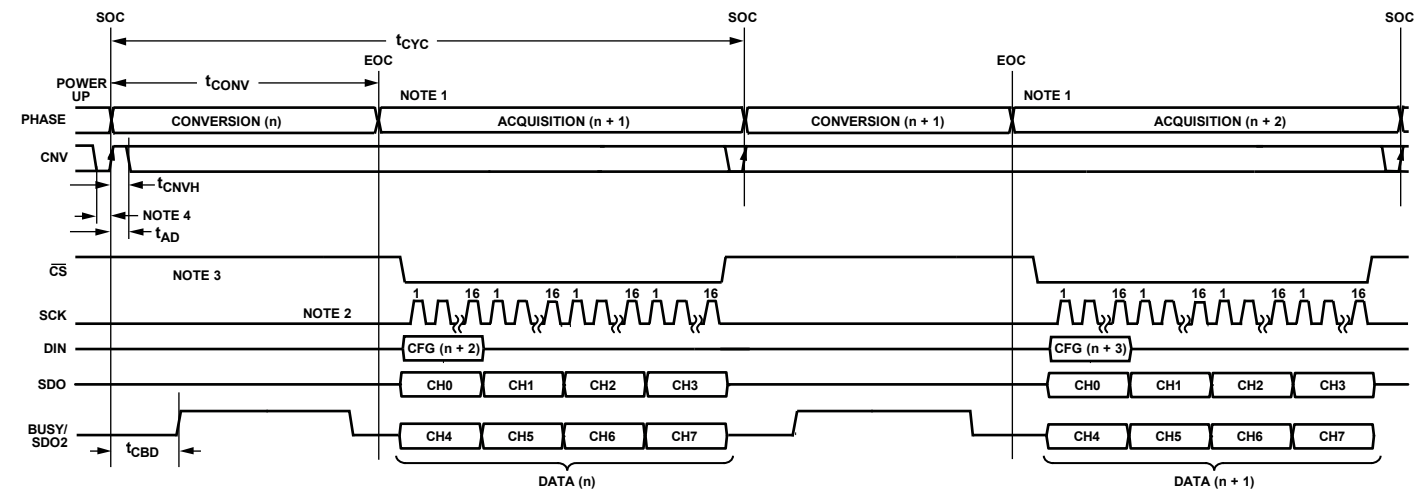 SOC SOC SOC
tCYC
EOC EOC
POWER UP
tCONV
NOTE 1 NOTE 1
PHASE CONVERSION (n) ACQUISITION (n + 1) CONVERSION (n + 1) ACQUISITION (n + 2)
CNV
tCNVH
NOTE 4
tAD
CS NOTE 3
1 16 1 16 1 16 1 16 1 16 1 16 1 16 1 16
SCK NOTE 2
DIN CFG (n + 2) CFG (n + 3)
SDO CH0 CH1 CH2 CH3 CH0 CH1 CH2 CH3
BUSY/
SDO2 CH4 CH5 CH6 CH7 CH4 CH5 CH6 CH7
tCBD
DATA (n) DATA (n + 1)